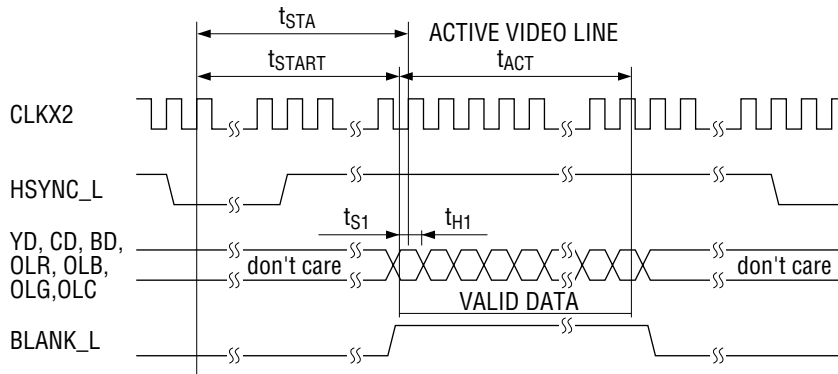 tSTA
ACTIVE VIDEO LINE
tSTART
tACT
CLKX2
HSYNC_L
tS1
tH1
YD, CD, BD,
OLR, OLB,
OLG,OLC
don't care
don't care
VALID DATA
BLANK_L